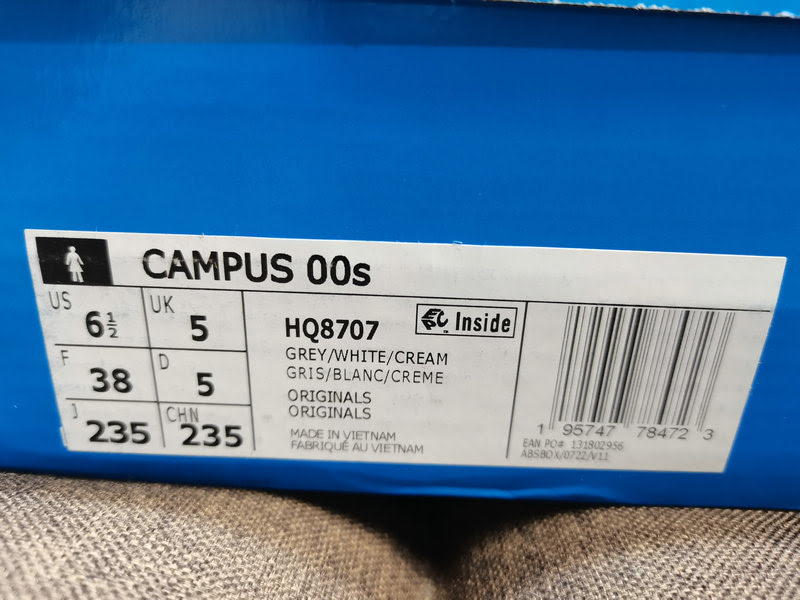 CAMPUS 00s
US 6½ UK 5
F 38 D 5
J 235 CHN 235
HQ8707
Inside
GREY/WHITE/CREAM
GRIS/BLANC/CREME
ORIGINALS
ORIGINALS
MADE IN VIETNAM
FABRIQUÉ AU VIETNAM
1 95747 78472 3
EAN PO# 131802956
ABSBOX/0722/V11